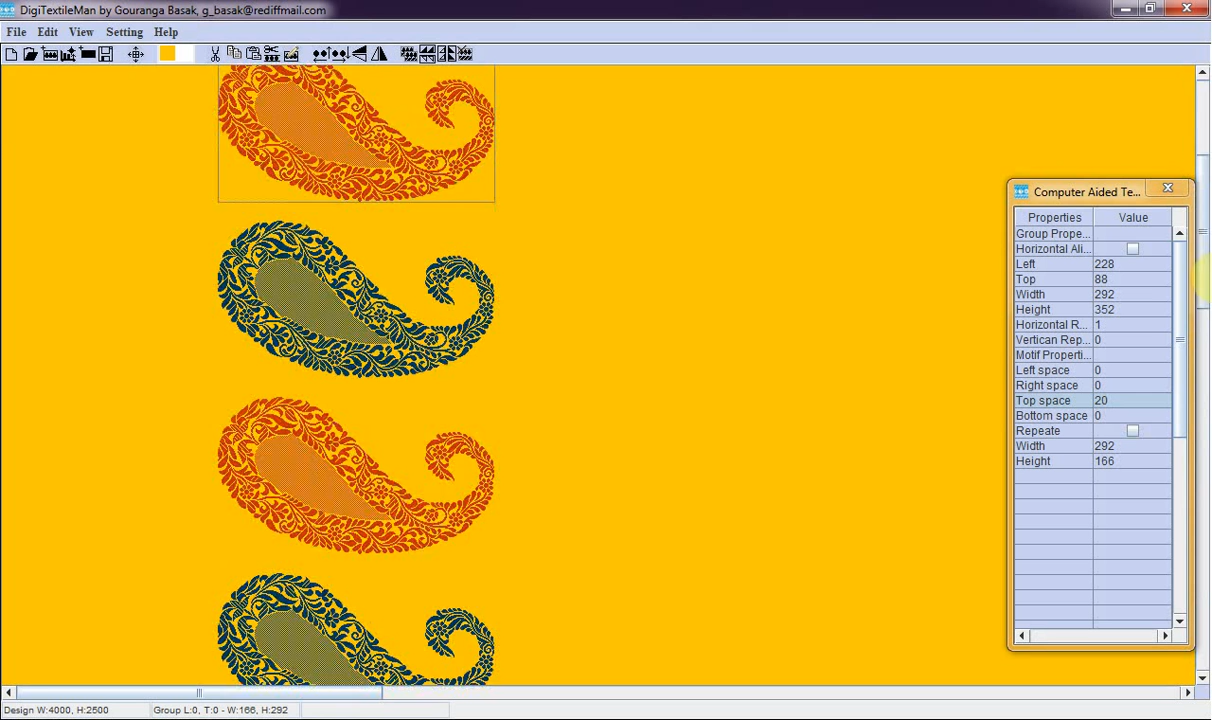 DigiTextileMan by Gouranga Basak, g_basak@rediffmail.com
File Edit View Setting Help
Computer Aided Te...
Properties Value
Group Prope...
Horizontal Ali...
Left 228
Top 88
Width 292
Height 352
Horizontal R... 1
Vertican Rep... 0
Motif Properti...
Left space 0
Right space 0
Top space 20
Bottom space 0
Repeate
Width 292
Height 166
Design W:4000, H:2500 Group L:0, T:0 - W:166, H:292